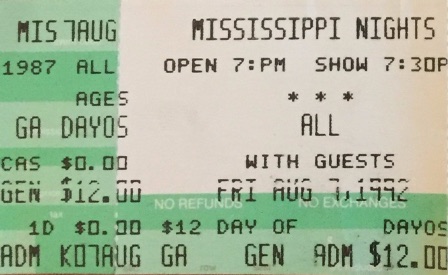 MIS 7AUG MISSISSIPPI NIGHTS
1987 ALL OPEN 7:PM SHOW 7:30P
AGES * * *
GA DAYOS ALL
CAS $0.00 WITH GUESTS
GEN $12.00 FRI AUG 7,1992
NO REFUNDS NO EXCHANGES
1D $0.00 $12 DAY OF DAYOS
ADM K07AUG GA GEN ADM $12.00